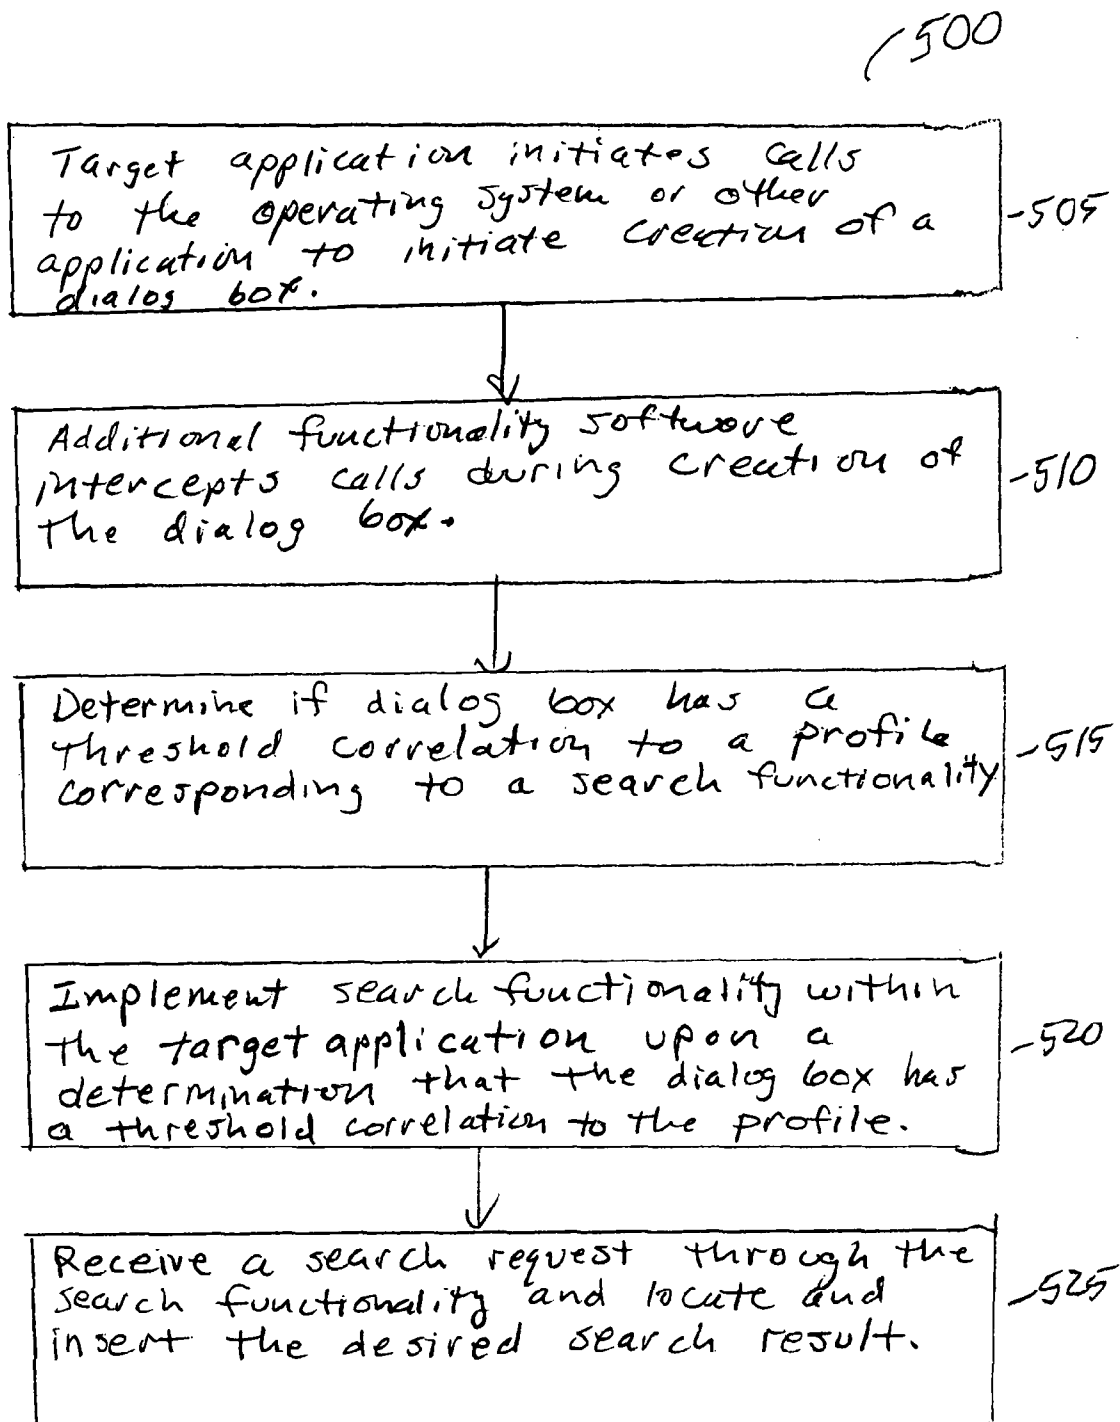 500
Target application initiates calls
to the operating system or other
application to initiate creation of a
dialog box.
505
Additional functionality software
intercepts calls during creation of
the dialog box.
510
Determine if dialog box has a
threshold correlation to a profile
corresponding to a search functionality
515
Implement search functionality within
the target application upon a
determination that the dialog box has
a threshold correlation to the profile.
520
Receive a search request through the
search functionality and locate and
insert the desired search result.
525